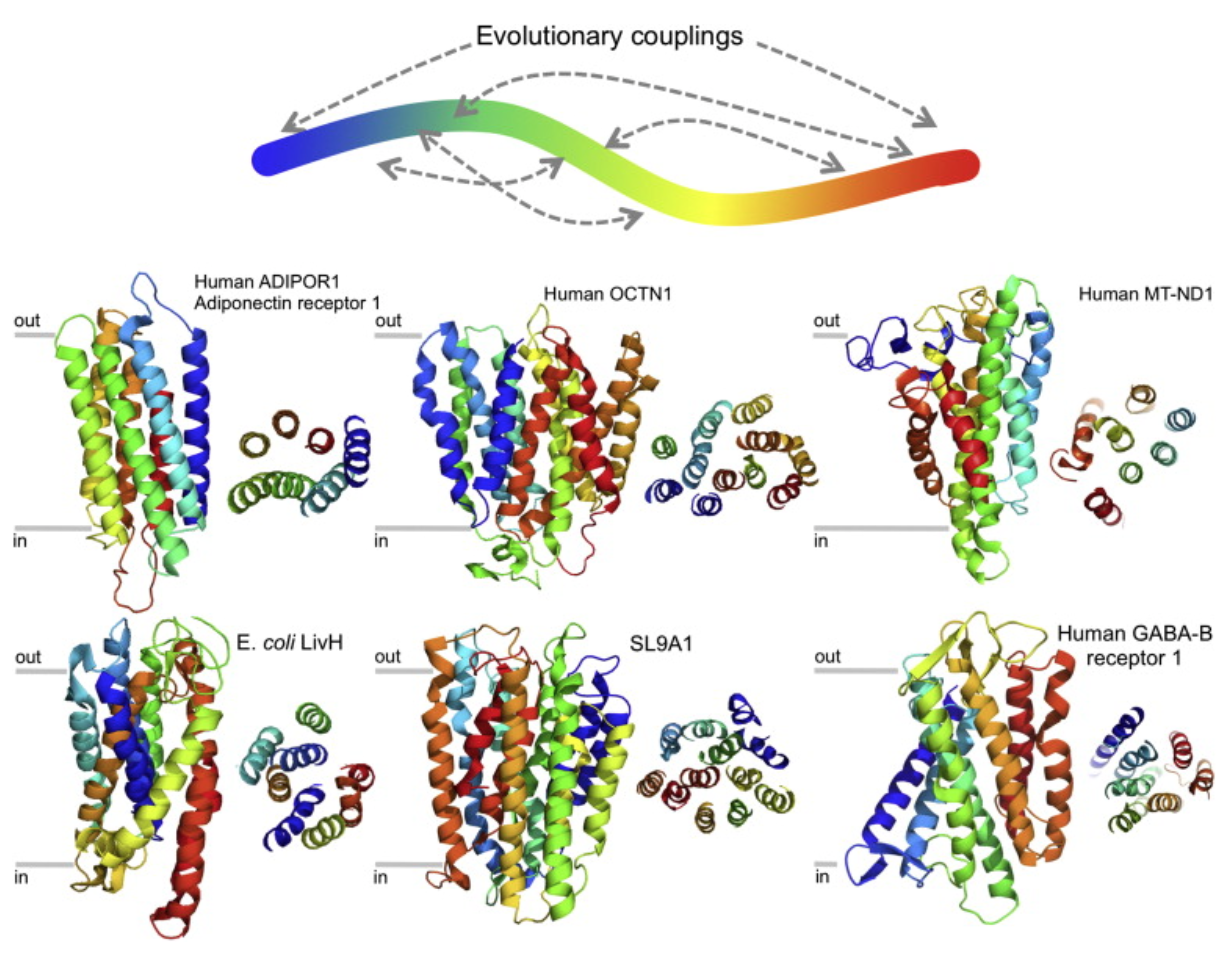 Evolutionary couplings
Human ADIPOR1
Adiponectin receptor 1
out
in
Human OCTN1
out
in
Human MT-ND1
out
in
E. coli LivH
out
in
SL9A1
out
in
Human GABA-B
receptor 1
out
in